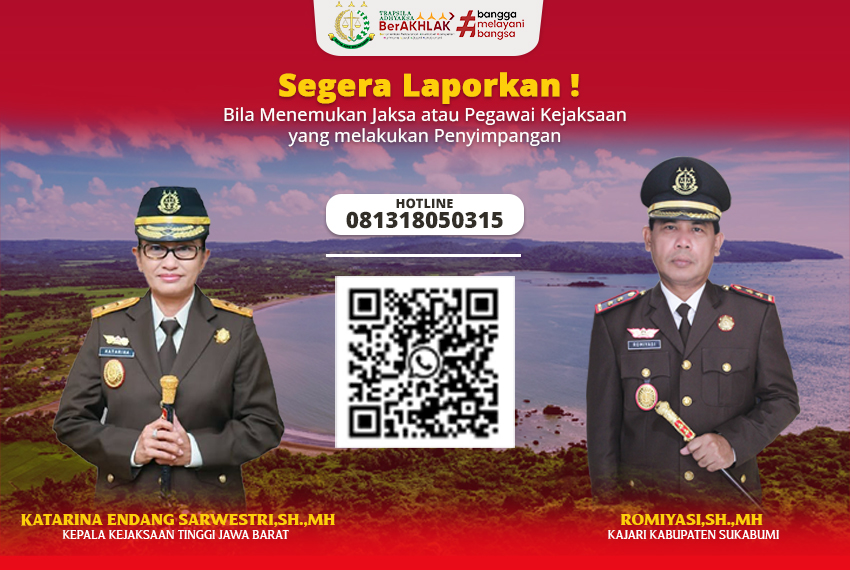 TRAPSILA
ADHYAKSA
BerAKHLAK
#bangga
melayani
bangsa
Segera Laporkan !
Bila Menemukan Jaksa atau Pegawai Kejaksaan
yang melakukan Penyimpangan
HOTLINE
081318050315
KATARINA
ROMIYASI
KATARINA ENDANG SARWESTRI,SH.,MH
KEPALA KEJAKSAAN TINGGI JAWA BARAT
ROMIYASI,SH.,MH
KAJARI KABUPATEN SUKABUMI